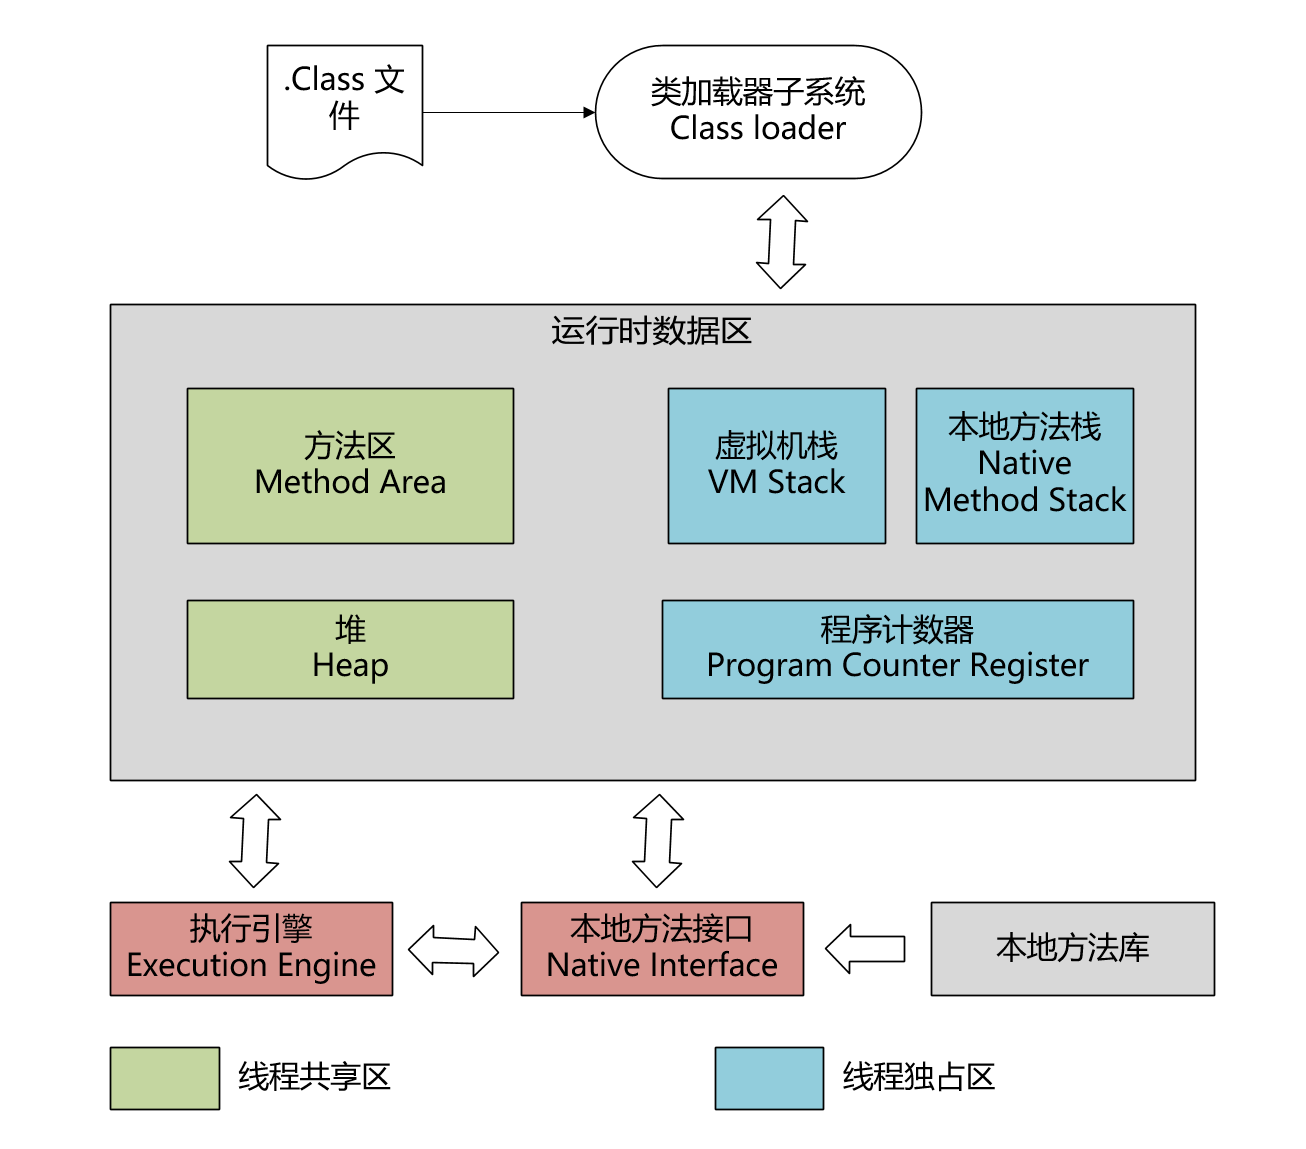 .Class 文
件
类加载器子系统
Class loader
运行时数据区
方法区
Method Area
虚拟机栈
VM Stack
本地方法栈
Native
Method Stack
堆
Heap
程序计数器
Program Counter Register
执行引擎
Execution Engine
本地方法接口
Native Interface
本地方法库
线程共享区
线程独占区